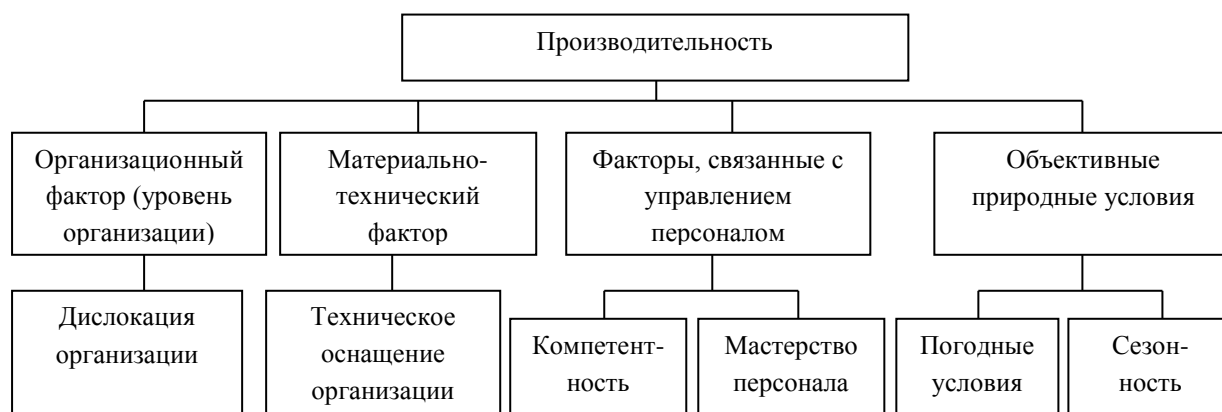 Производительность
Организационный
фактор (уровень
организации)
Материально-
технический
фактор
Факторы, связанные с
управлением
персоналом
Объективные
природные условия
Дислокация
организации
Техническое
оснащение
организации
Компетент-
ность
Мастерство
персонала
Погодные
условия
Сезон-
ность